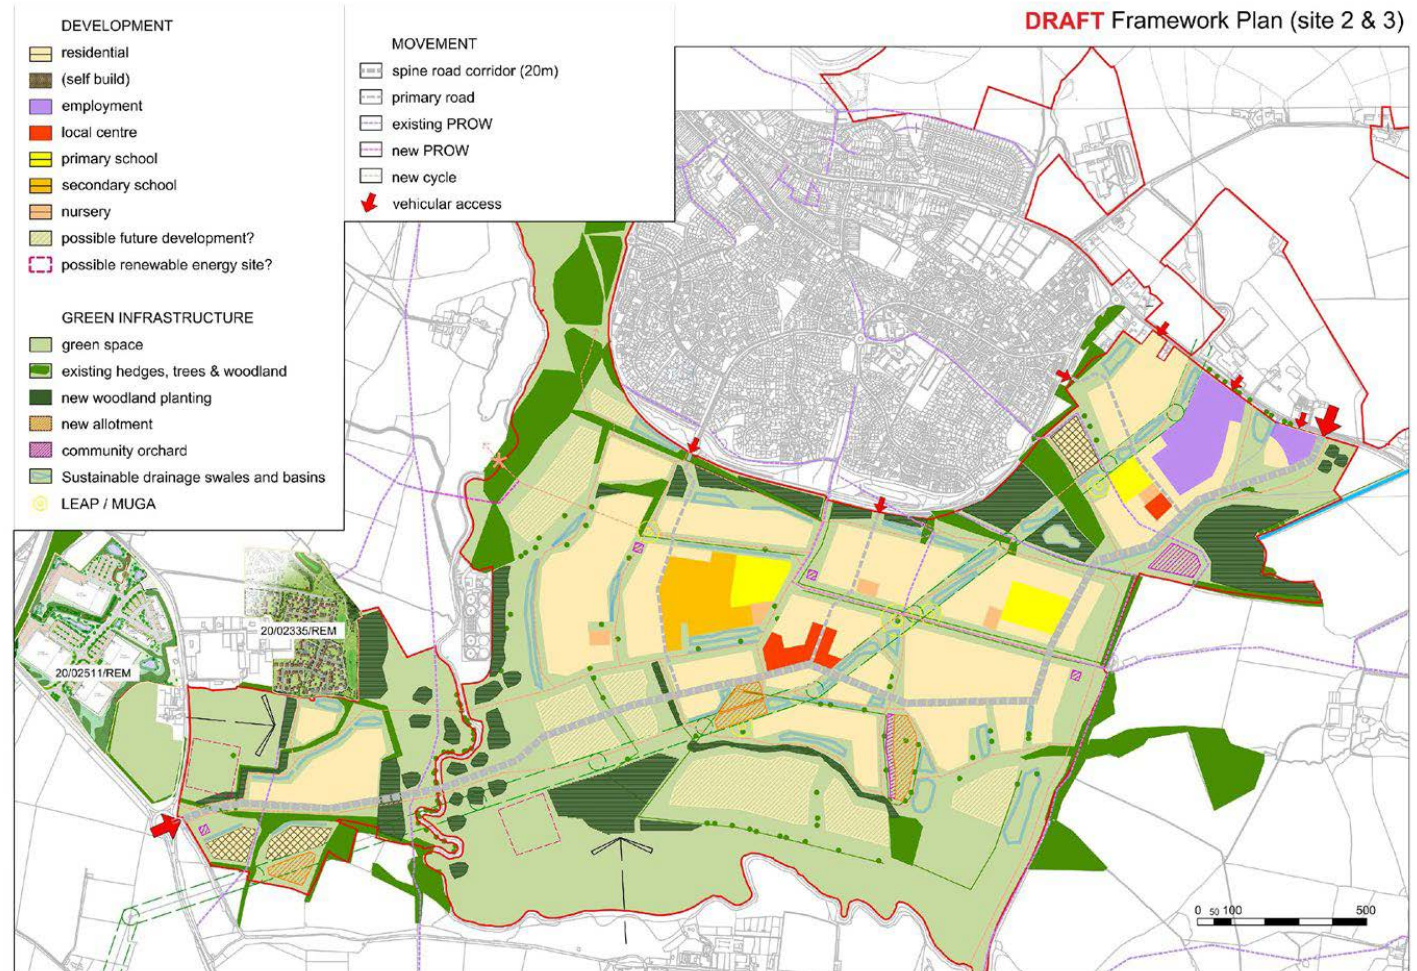 DRAFT Framework Plan (site 2 & 3)
DEVELOPMENT
residential
(self build)
employment
local centre
primary school
secondary school
nursery
possible future development?
possible renewable energy site?
GREEN INFRASTRUCTURE
green space
existing hedges, trees & woodland
new woodland planting
new allotment
community orchard
Sustainable drainage swales and basins
LEAP / MUGA
MOVEMENT
spine road corridor (20m)
primary road
existing PROW
new PROW
new cycle
vehicular access
20/02335/REM
20/02511/REM
0 50 100 500